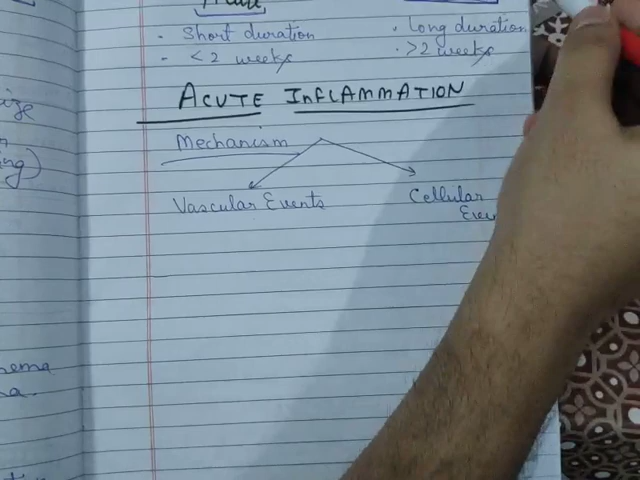 Acute
· Short duration
· Long duration
- < 2 weeks
· >2 weeks
ACUTE INFLAMMATION
Mechanism
Vascular Events
Cellular